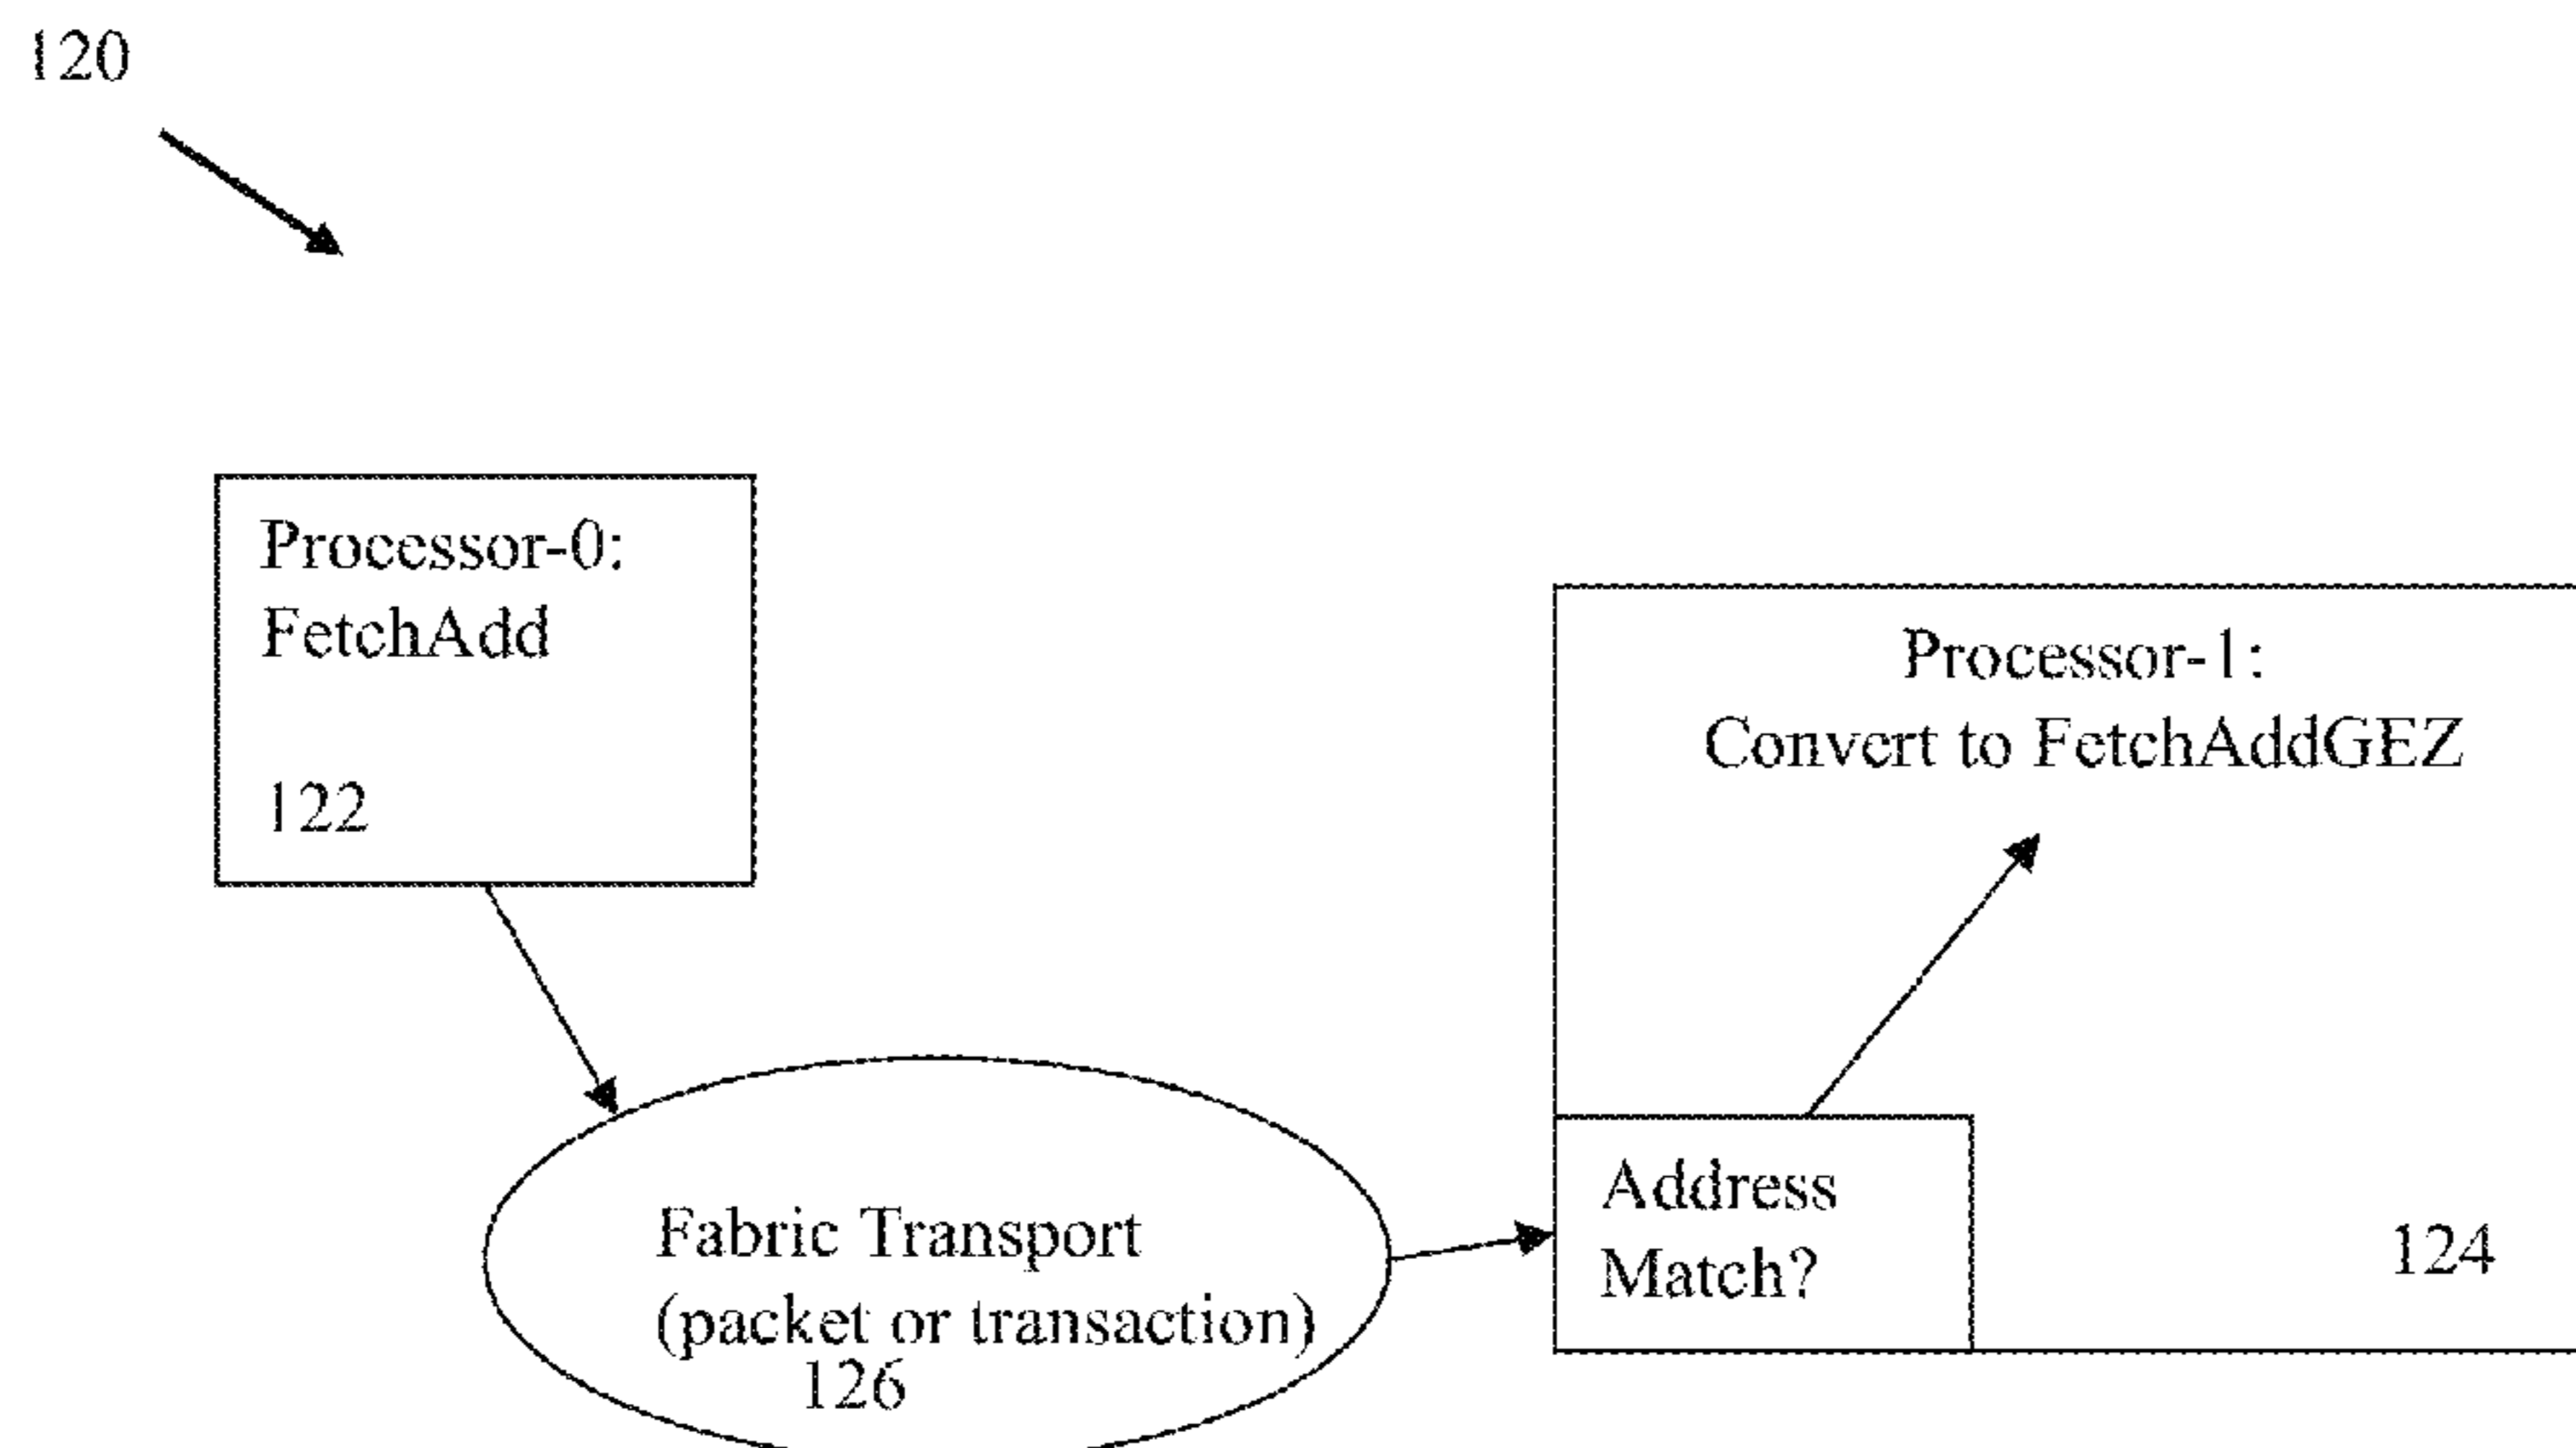 120
Processor-0:
FetchAdd
122
Processor-1:
Convert to FetchAddGEZ
Address
Match?
124
Fabric Transport
(packet or transaction)
126